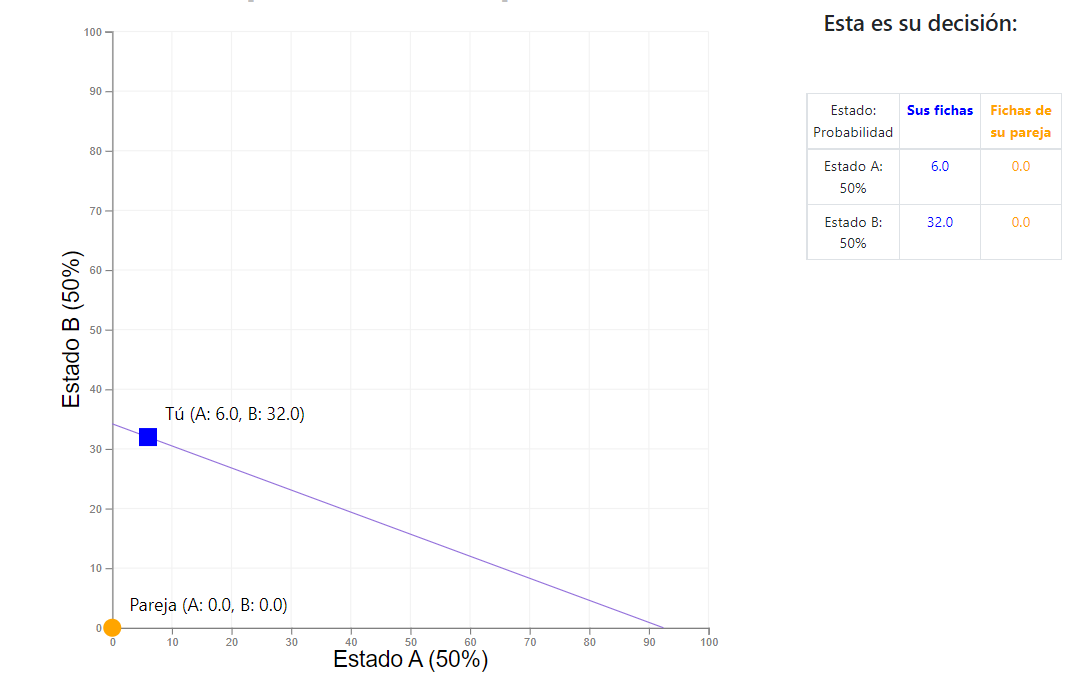 Esta es su decisión:
Estado:
Probabilidad
Sus fichas
Fichas de
su pareja
Estado A:
50%
6.0
0.0
Estado B:
50%
32.0
0.0
100
90
80
70
60
50
40
30
20
10
0
Estado B (50%)
Tú (A: 6.0, B: 32.0)
Pareja (A: 0.0, B: 0.0)
0
10
20
30
40
50
60
70
80
90
100
Estado A (50%)